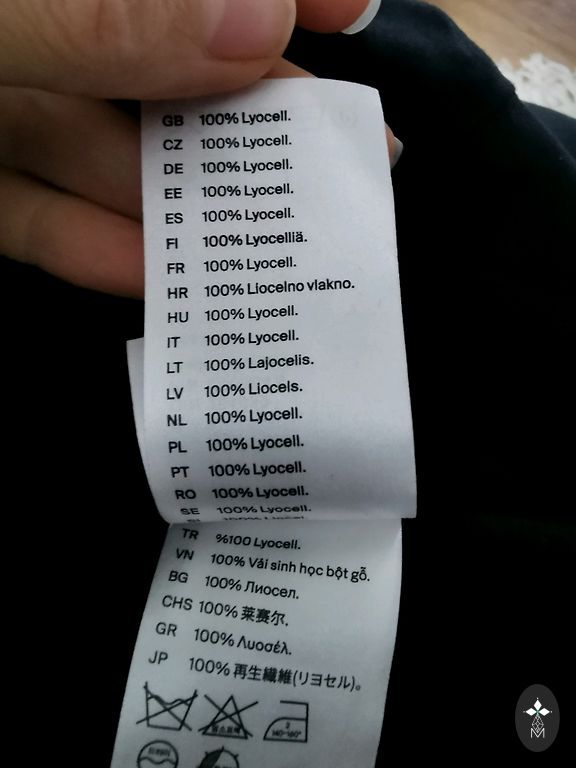 GB 100% Lyocell.
CZ 100% Lyocell.
DE 100% Lyocell.
EE 100% Lyocell.
ES 100% Lyocell.
FI 100% Lyocelliä.
FR 100% Lyocell.
HR 100% Liocelno vlakno.
HU 100% Lyocell.
IT 100% Lyocell.
LT 100% Lajocelis.
LV 100% Liocels.
NL 100% Lyocell.
PL 100% Lyocell.
PT 100% Lyocell.
RO 100% Lyocell.
SE 100% Lyocell.
TR %100 Lyocell.
VN 100% Vải sinh học bột gỗ.
BG 100% Лиосел.
CHS 100% 莱赛尔.
GR 100% Λυοσέλ.
JP 100% 再生繊維(リヨセル)。
2
140~160°
M